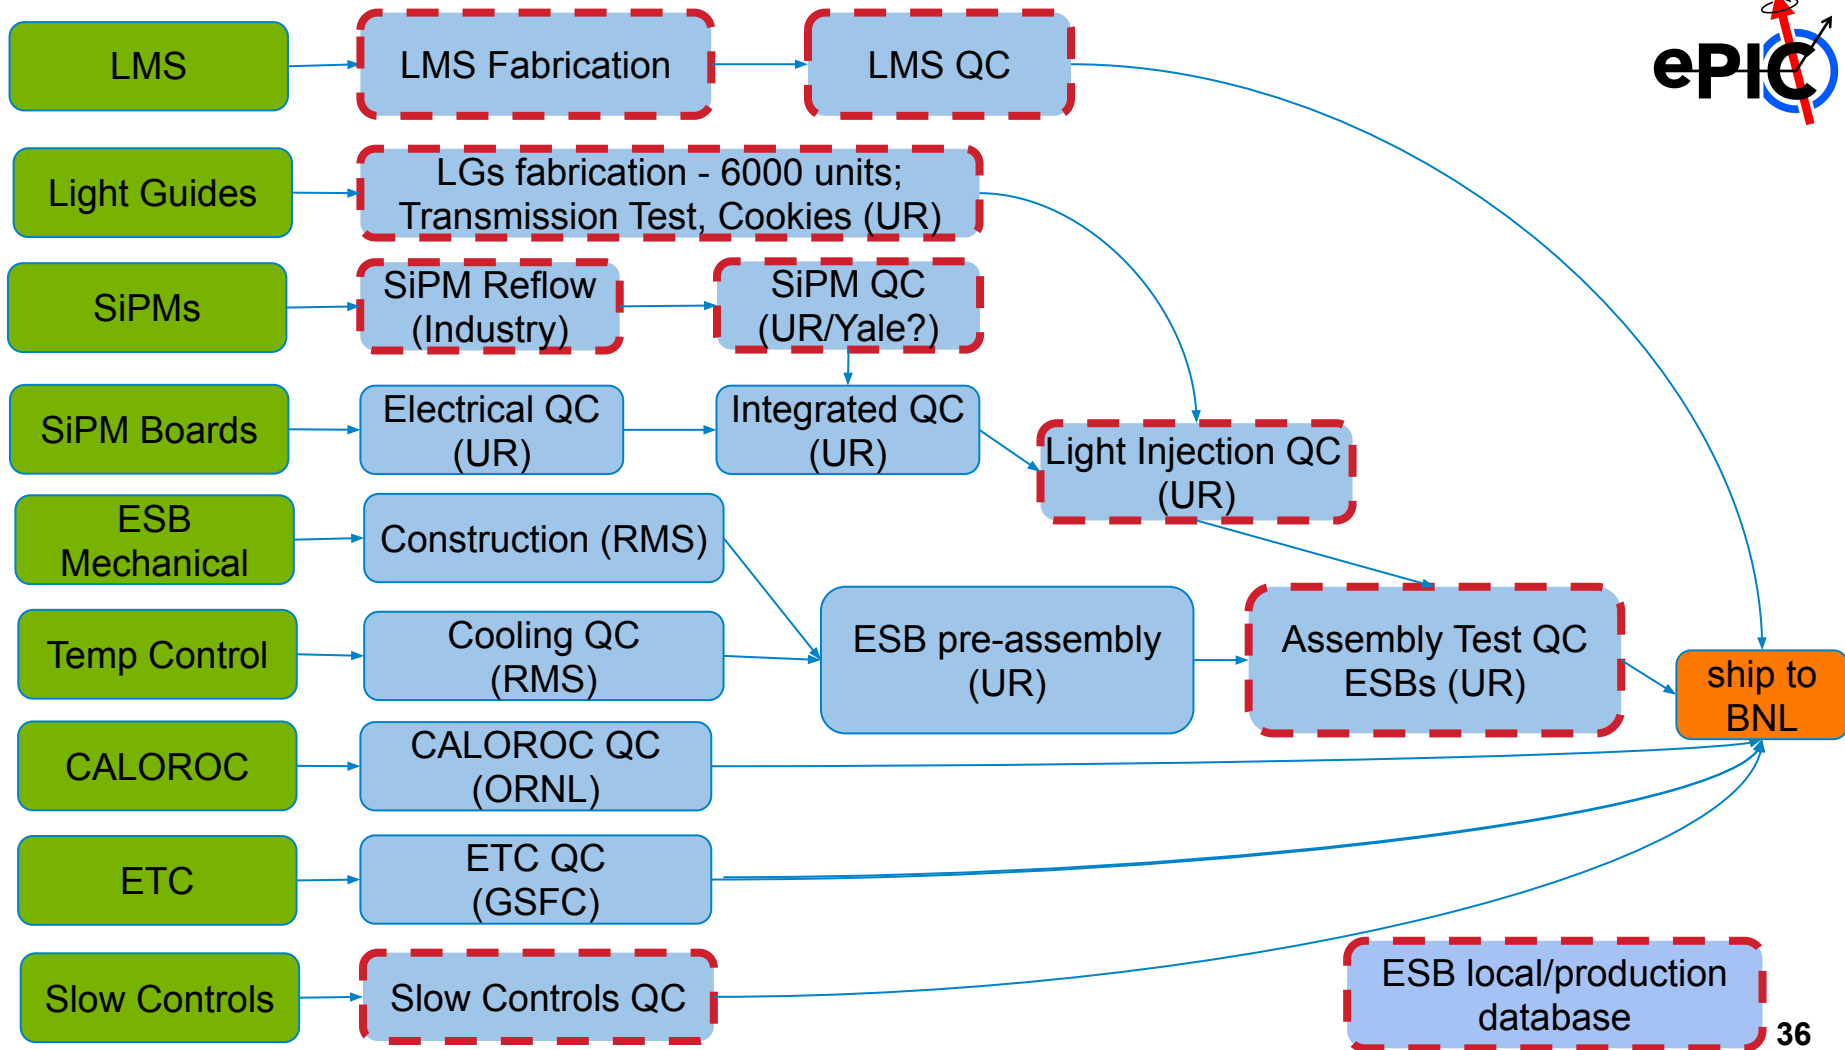 ePIC
LMS
LMS Fabrication
LMS QC
Light Guides
LGs fabrication - 6000 units;
Transmission Test, Cookies (UR)
SiPMs
SiPM Reflow
(Industry)
SiPM QC
(UR/Yale?)
SiPM Boards
Electrical QC
(UR)
Integrated QC
(UR)
Light Injection QC
(UR)
ESB
Mechanical
Construction (RMS)
Temp Control
Cooling QC
(RMS)
ESB pre-assembly
(UR)
Assembly Test QC
ESBs (UR)
ship to
BNL
CALOROC
CALOROC QC
(ORNL)
ETC
ETC QC
(GSFC)
Slow Controls
Slow Controls QC
ESB local/production
database
36